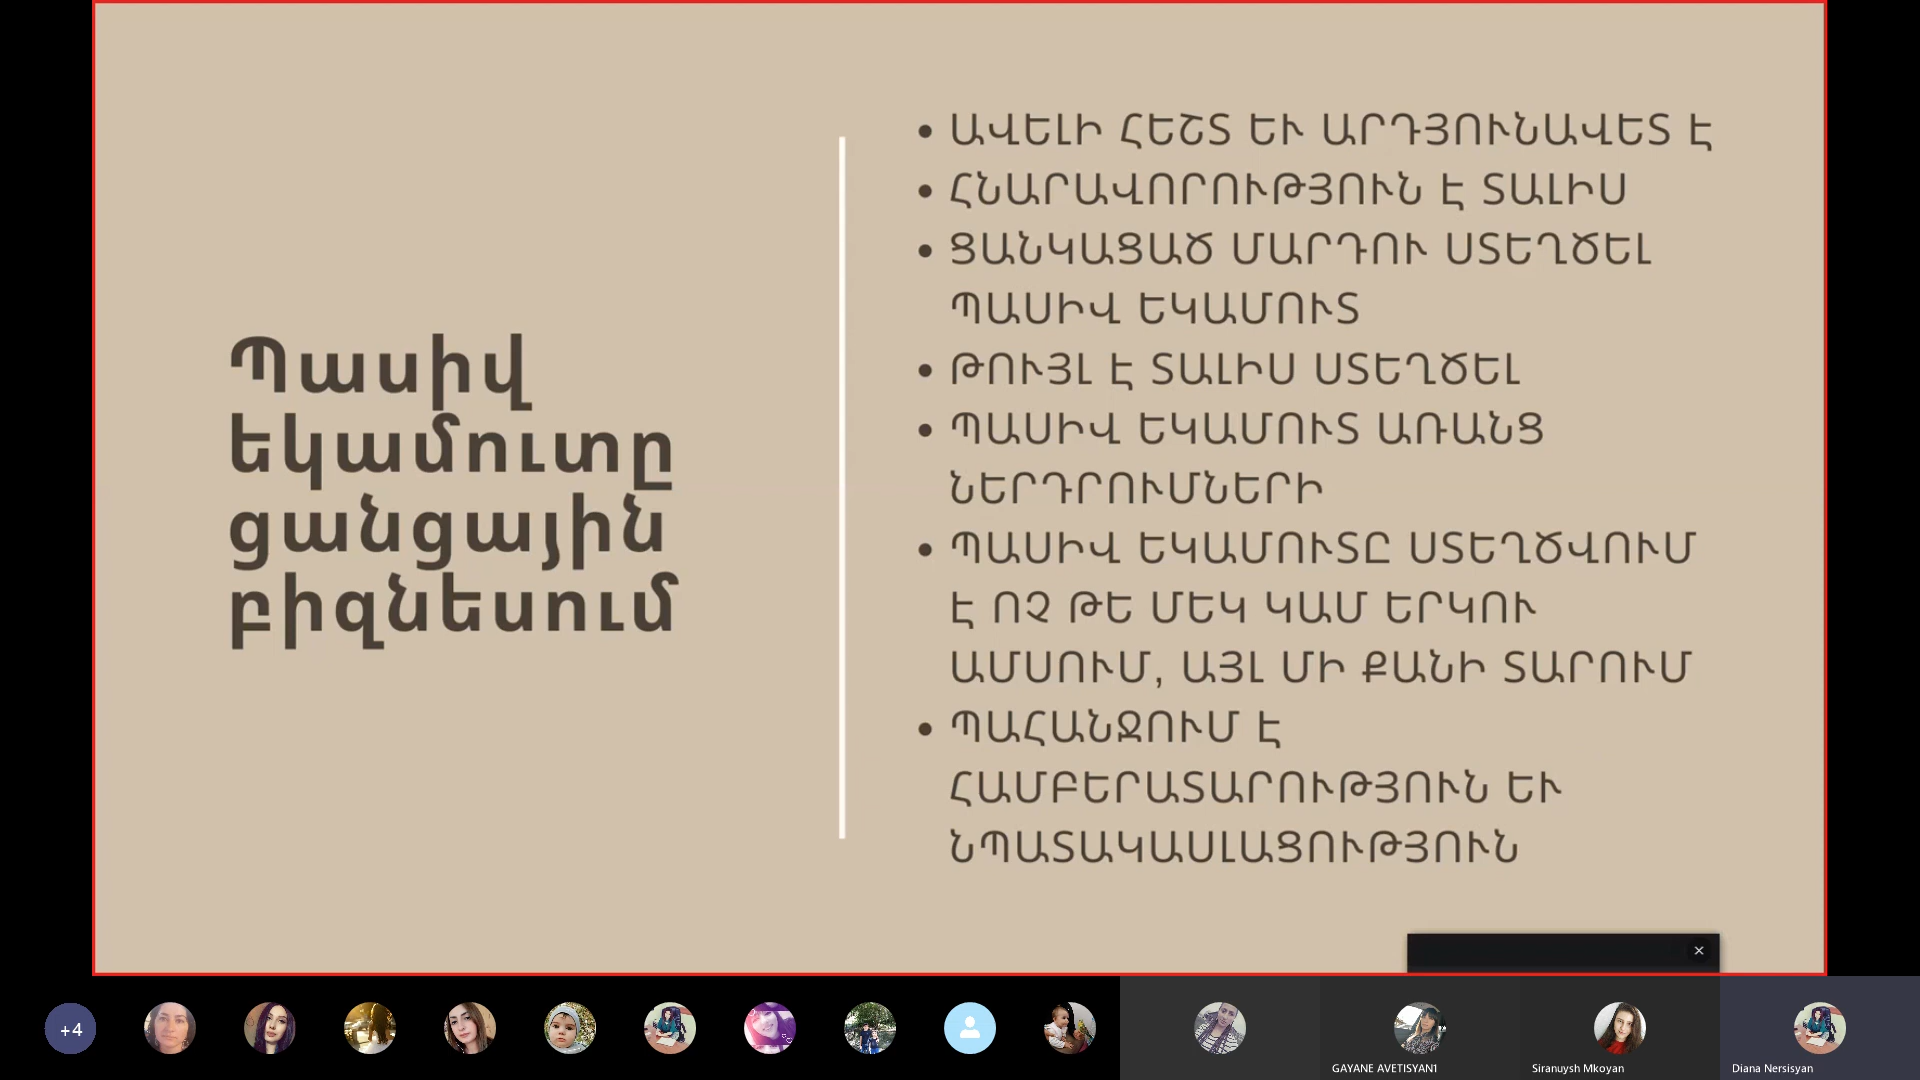 Պասիվ
եկամուտը
ցանցային
բիզնեսում
• ԱՎԵԼԻ ՀԵՇՏ ԵՒ ԱՐԴՅՈՒՆԱՎԵՏ Է
• ՀՆԱՐԱՎՈՐՈՒԹՅՈՒՆ Է ՏԱԼԻՍ
• ՑԱՆԿԱՑԱԾ ՄԱՐԴՈՒ ՍՏԵՂԾԵԼ
ՊԱՍԻՎ ԵԿԱՄՈՒՏ
• ԹՈՒՅԼ Է ՏԱԼԻՍ ՍՏԵՂԾԵԼ
• ՊԱՍԻՎ ԵԿԱՄՈՒՏ ԱՌԱՆՑ
ՆԵՐԴՐՈՒՄՆԵՐԻ
• ՊԱՍԻՎ ԵԿԱՄՈՒՏԸ ՍՏԵՂԾՎՈՒՄ
Է ՈՉ ԹԵ ՄԵԿ ԿԱՄ ԵՐԿՈՒ
ԱՄՍՈՒՄ, ԱՅԼ ՄԻ ՔԱՆԻ ՏԱՐՈՒՄ
• ՊԱՀԱՆՋՈՒՄ Է
ՀԱՄԲԵՐԱՏԱՐՈՒԹՅՈՒՆ ԵՒ
ՆՊԱՏԱԿԱՍԼԱՑՈՒԹՅՈՒՆ
+4
GAYANE AVETISYAN1
Siranuysh Mkoyan
Diana Nersisyan